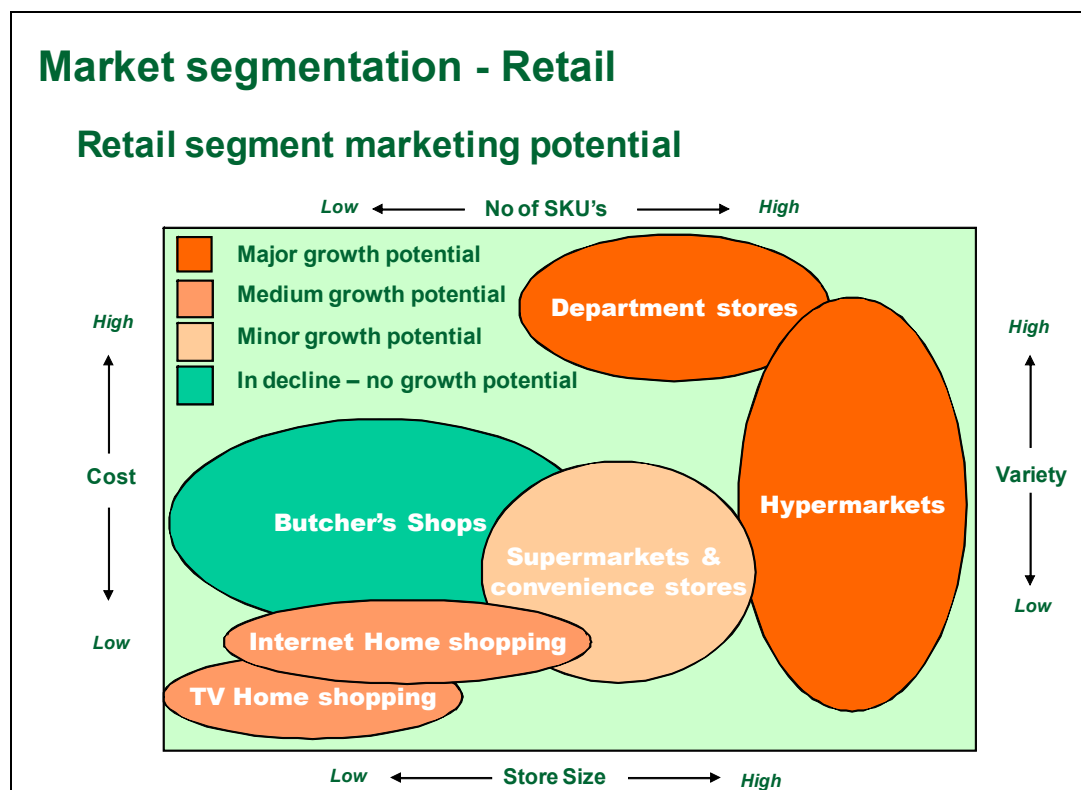 Market segmentation - Retail
Retail segment marketing potential
Low No of SKU's High
Major growth potential
Medium growth potential
Minor growth potential
In decline – no growth potential
High
Cost
Low
Department stores
Hypermarkets
Butcher's Shops
Supermarkets &
convenience stores
Internet Home shopping
TV Home shopping
High
Variety
Low
Low Store Size High